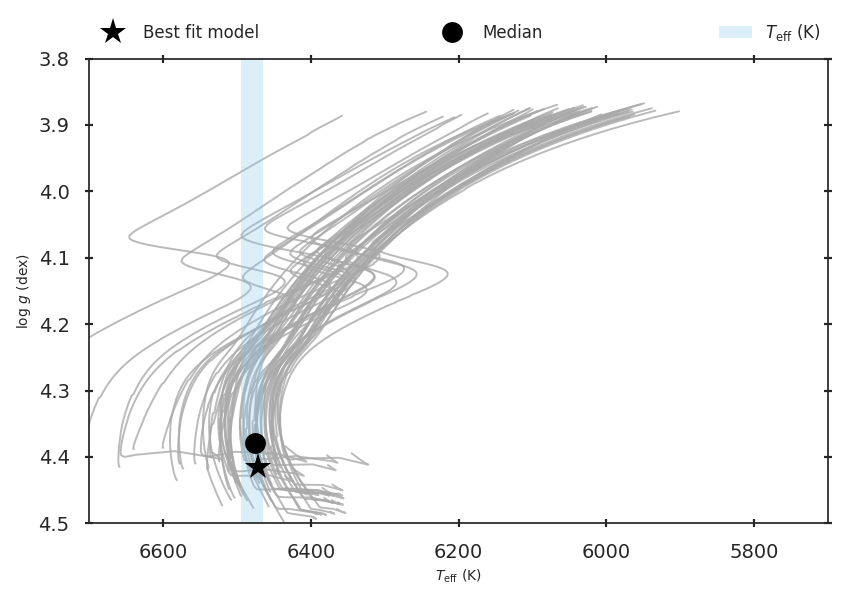 Best fit model Median T_eff (K)
3.8
3.9
4.0
4.1
4.2
4.3
4.4
4.5
log g (dex)
6600 6400 6200 6000 5800
T_eff (K)